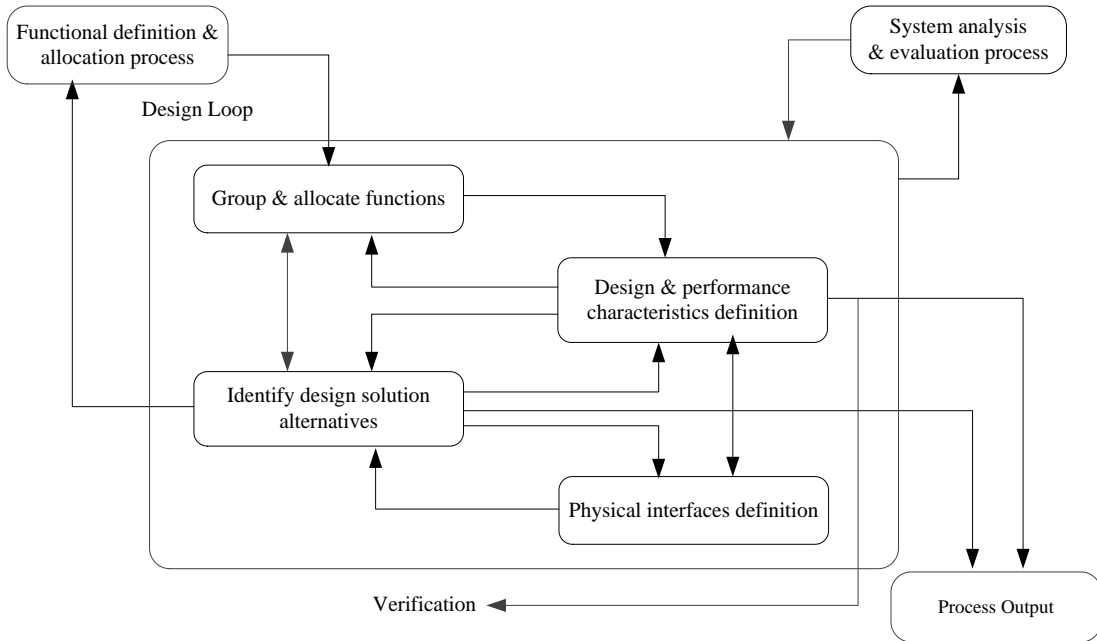 Functional definition &
allocation process
System analysis
& evaluation process
Design Loop
Group & allocate functions
Design & performance
characteristics definition
Identify design solution
alternatives
Physical interfaces definition
Verification
Process Output